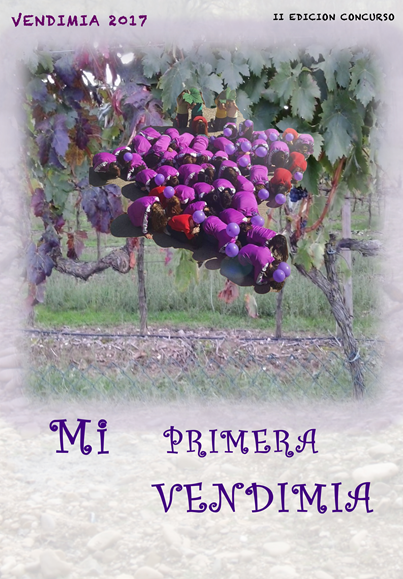 VENDIMIA 2017
II EDICION CONCURSO
Mi PRIMERA
VENDIMIA